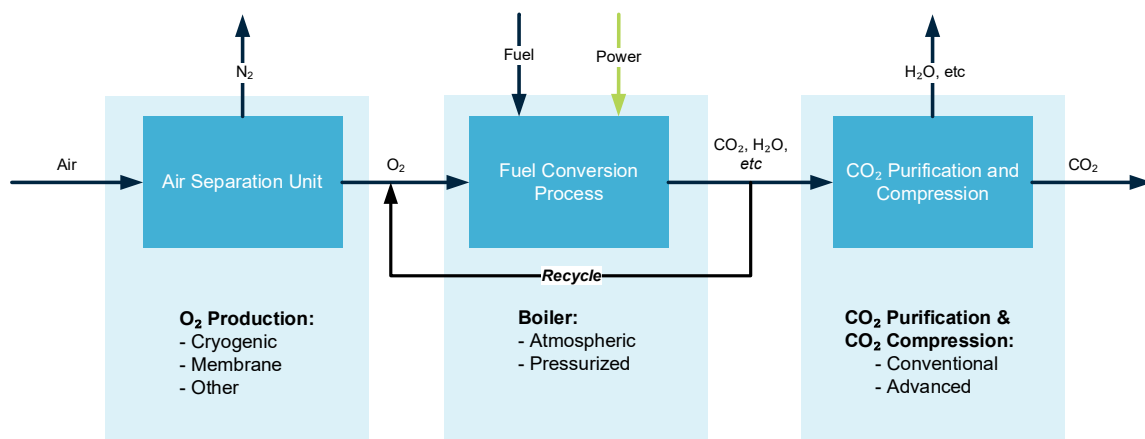 N₂
Fuel
Power
H₂O, etc
Air
Air Separation Unit
O₂
Fuel Conversion
Process
CO₂, H₂O,
etc
CO₂ Purification and
Compression
CO₂
Recycle
O₂ Production:
- Cryogenic
- Membrane
- Other
Boiler:
- Atmospheric
- Pressurized
CO₂ Purification &
CO₂ Compression:
- Conventional
- Advanced